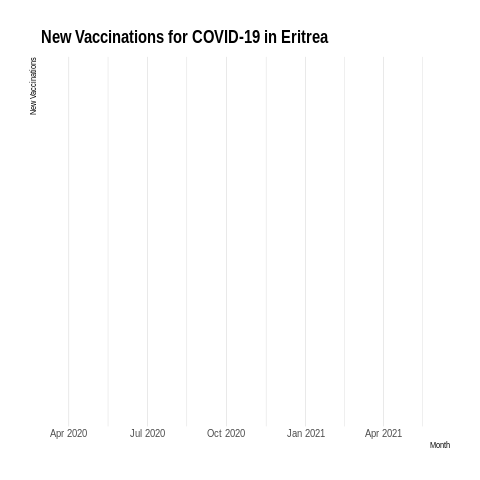 New Vaccinations for COVID-19 in Eritrea
New Vaccinations
Apr 2020 Jul 2020 Oct 2020 Jan 2021 Apr 2021
Month